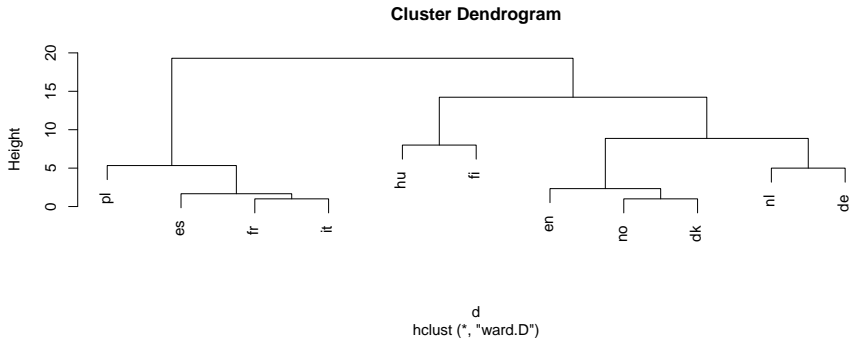 Cluster Dendrogram
Height
20
15
10
5
0
pl
es
fr
it
hu
fi
en
no
dk
nl
de
d
hclust (*, "ward.D")